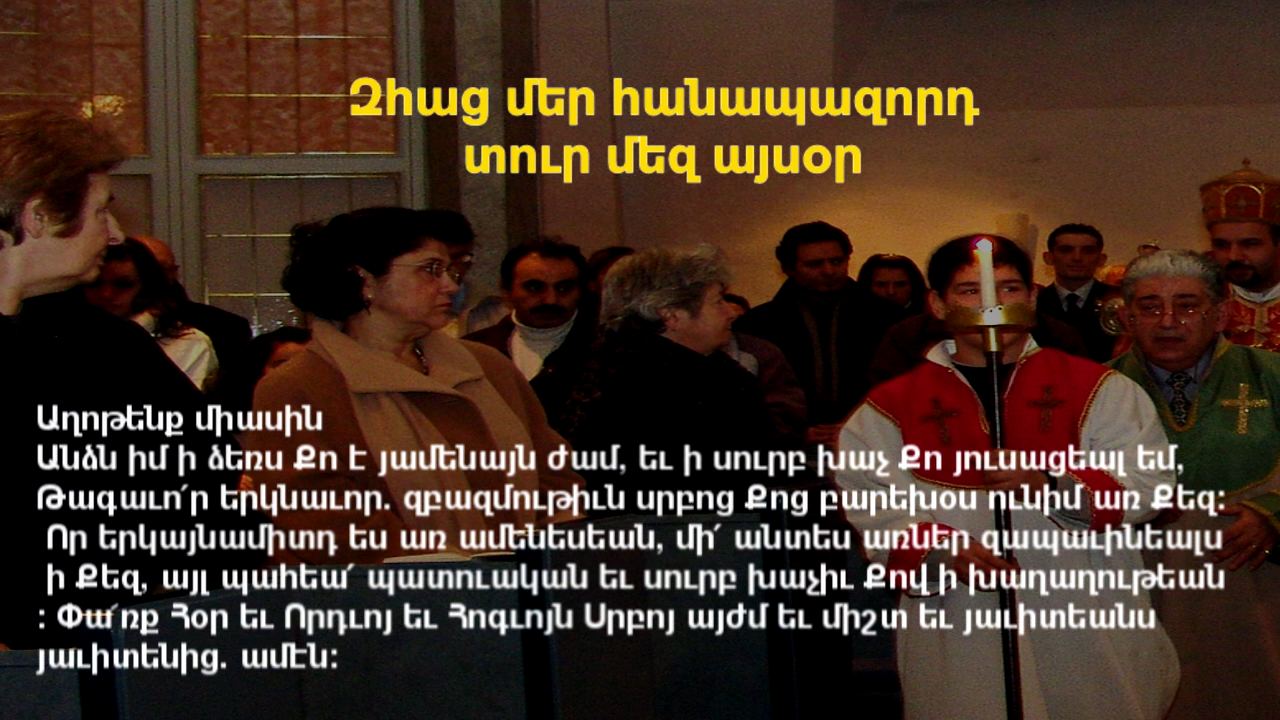 Զհաց մեր հանապազորդ
տուր մեզ այսօր
Աղոթենք միասին
Անձն իմ ի ձեռս Քո է յամենայն ժամ, եւ ի սուրբ խաչ Քո յուսացեալ եմ,
Թագաւո՛ր երկնաւոր. զբազմութիւն սրբոց Քոց բարեխօս ունիմ առ Քեզ:
Որ երկայնամիտդ ես առ ամենեսեան, մի՛ անտես առներ զապաւինեալս
ի Քեզ, այլ պահեա՛ պատուական եւ սուրբ խաչիւ Քով ի խաղաղութեան
: Փա՛ռք Հօր եւ Որդւոյ եւ Հոգւոյն Սրբոյ այժմ եւ միշտ եւ յաւիտեանս
յաւիտենից. ամէն: